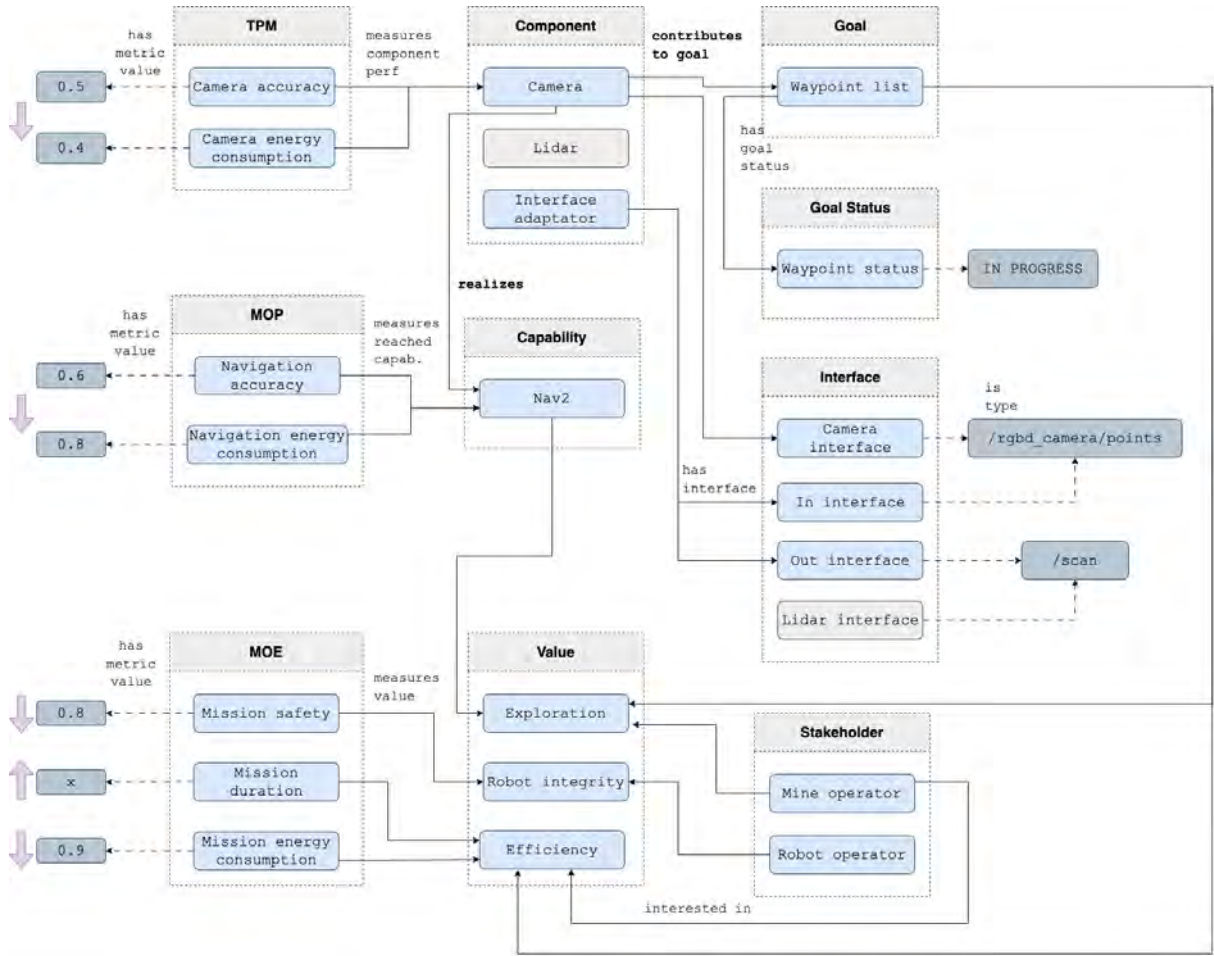 TPM
has
metric
value
Camera accuracy
Camera energy
consumption
0.5
0.4
measures
component
perf
Component
Camera
Lidar
Interface
adaptator
contributes
to goal
Goal
Waypoint list
has
goal
status
Goal Status
Waypoint status
IN PROGRESS
realizes
MOP
has
metric
value
Navigation
accuracy
Navigation energy
consumption
0.6
0.8
measures
reached
capab.
Capability
Nav2
Interface
Camera
interface
In interface
Out interface
Lidar interface
has
interface
is
type
/rgbd_camera/points
/scan
MOE
has
metric
value
Mission safety
Mission
duration
Mission energy
consumption
0.8
x
0.9
measures
value
Value
Exploration
Robot integrity
Efficiency
Stakeholder
Mine operator
Robot operator
interested in